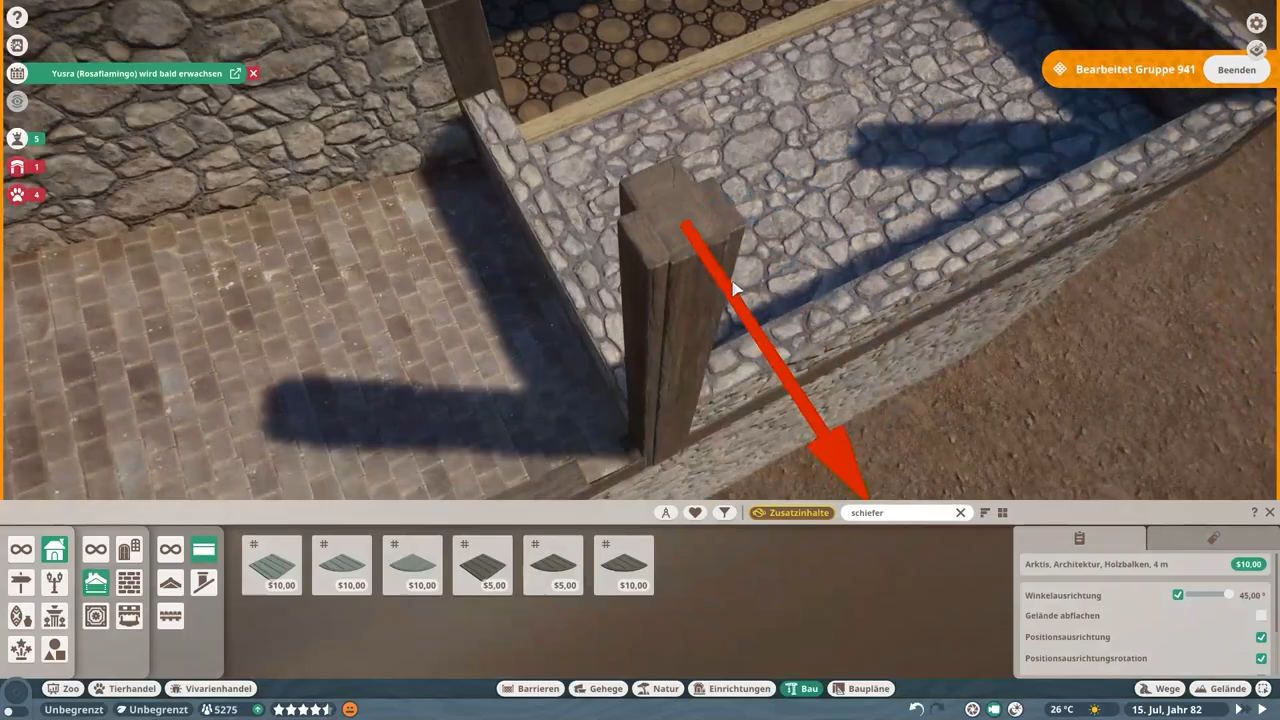 ?
Yusra (Rosaflamingo) wird bald erwachsen
5
1
4
Bearbeitet Gruppe 941
Beenden
Zusatzinhalte
schiefer
?
$10,00
$10,00
$10,00
$5,00
$5,00
$10,00
Arktis, Architektur, Holzbalken, 4 m
$10,00
Winkelausrichtung
45,00 °
Gelände abflachen
Positionsausrichtung
Positionsausrichtungsrotation
Zoo
Tierhandel
Vivarienhandel
Barrieren
Gehege
Natur
Einrichtungen
Bau
Baupläne
Wege
Gelände
Unbegrenzt
Unbegrenzt
5275
26 °C
15. Jul, Jahr 82